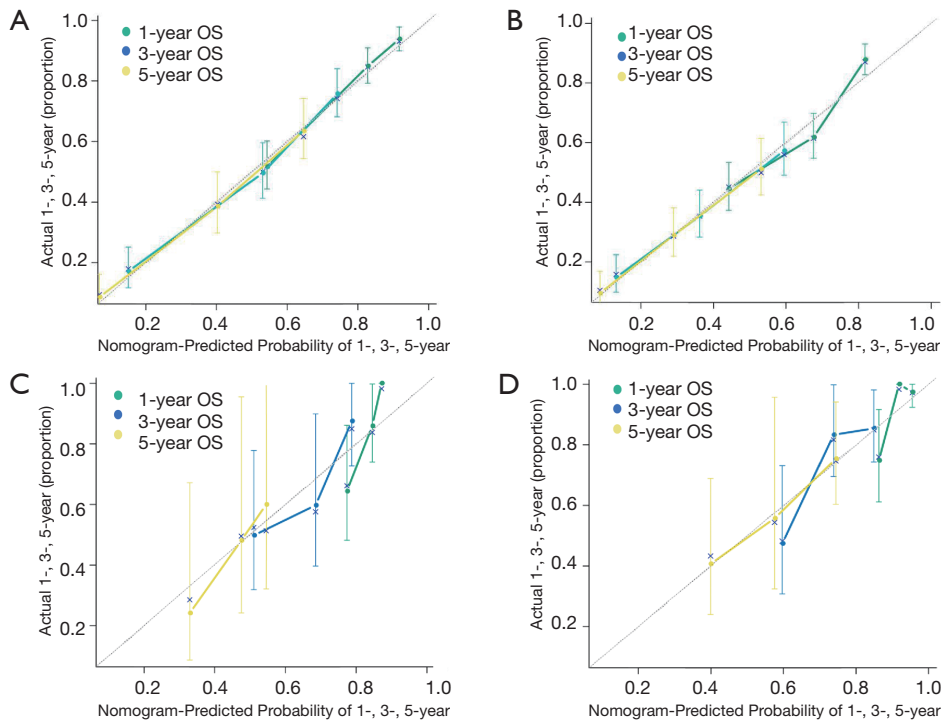 A
Actual 1-, 3-, 5-year (proportion)
1.0
0.8
0.6
0.4
0.2
1-year OS
3-year OS
5-year OS
0.2 0.4 0.6 0.8 1.0
Nomogram-Predicted Probability of 1-, 3-, 5-year
B
Actual 1-, 3-, 5-year (proportion)
1.0
0.8
0.6
0.4
0.2
1-year OS
3-year OS
5-year OS
0.2 0.4 0.6 0.8 1.0
Nomogram-Predicted Probability of 1-, 3-, 5-year
C
Actual 1-, 3-, 5-year (proportion)
1.0
0.8
0.6
0.4
0.2
1-year OS
3-year OS
5-year OS
0.2 0.4 0.6 0.8 1.0
Nomogram-Predicted Probability of 1-, 3-, 5-year
D
Actual 1-, 3-, 5-year (proportion)
1.0
0.8
0.6
0.4
0.2
1-year OS
3-year OS
5-year OS
0.2 0.4 0.6 0.8 1.0
Nomogram-Predicted Probability of 1-, 3-, 5-year